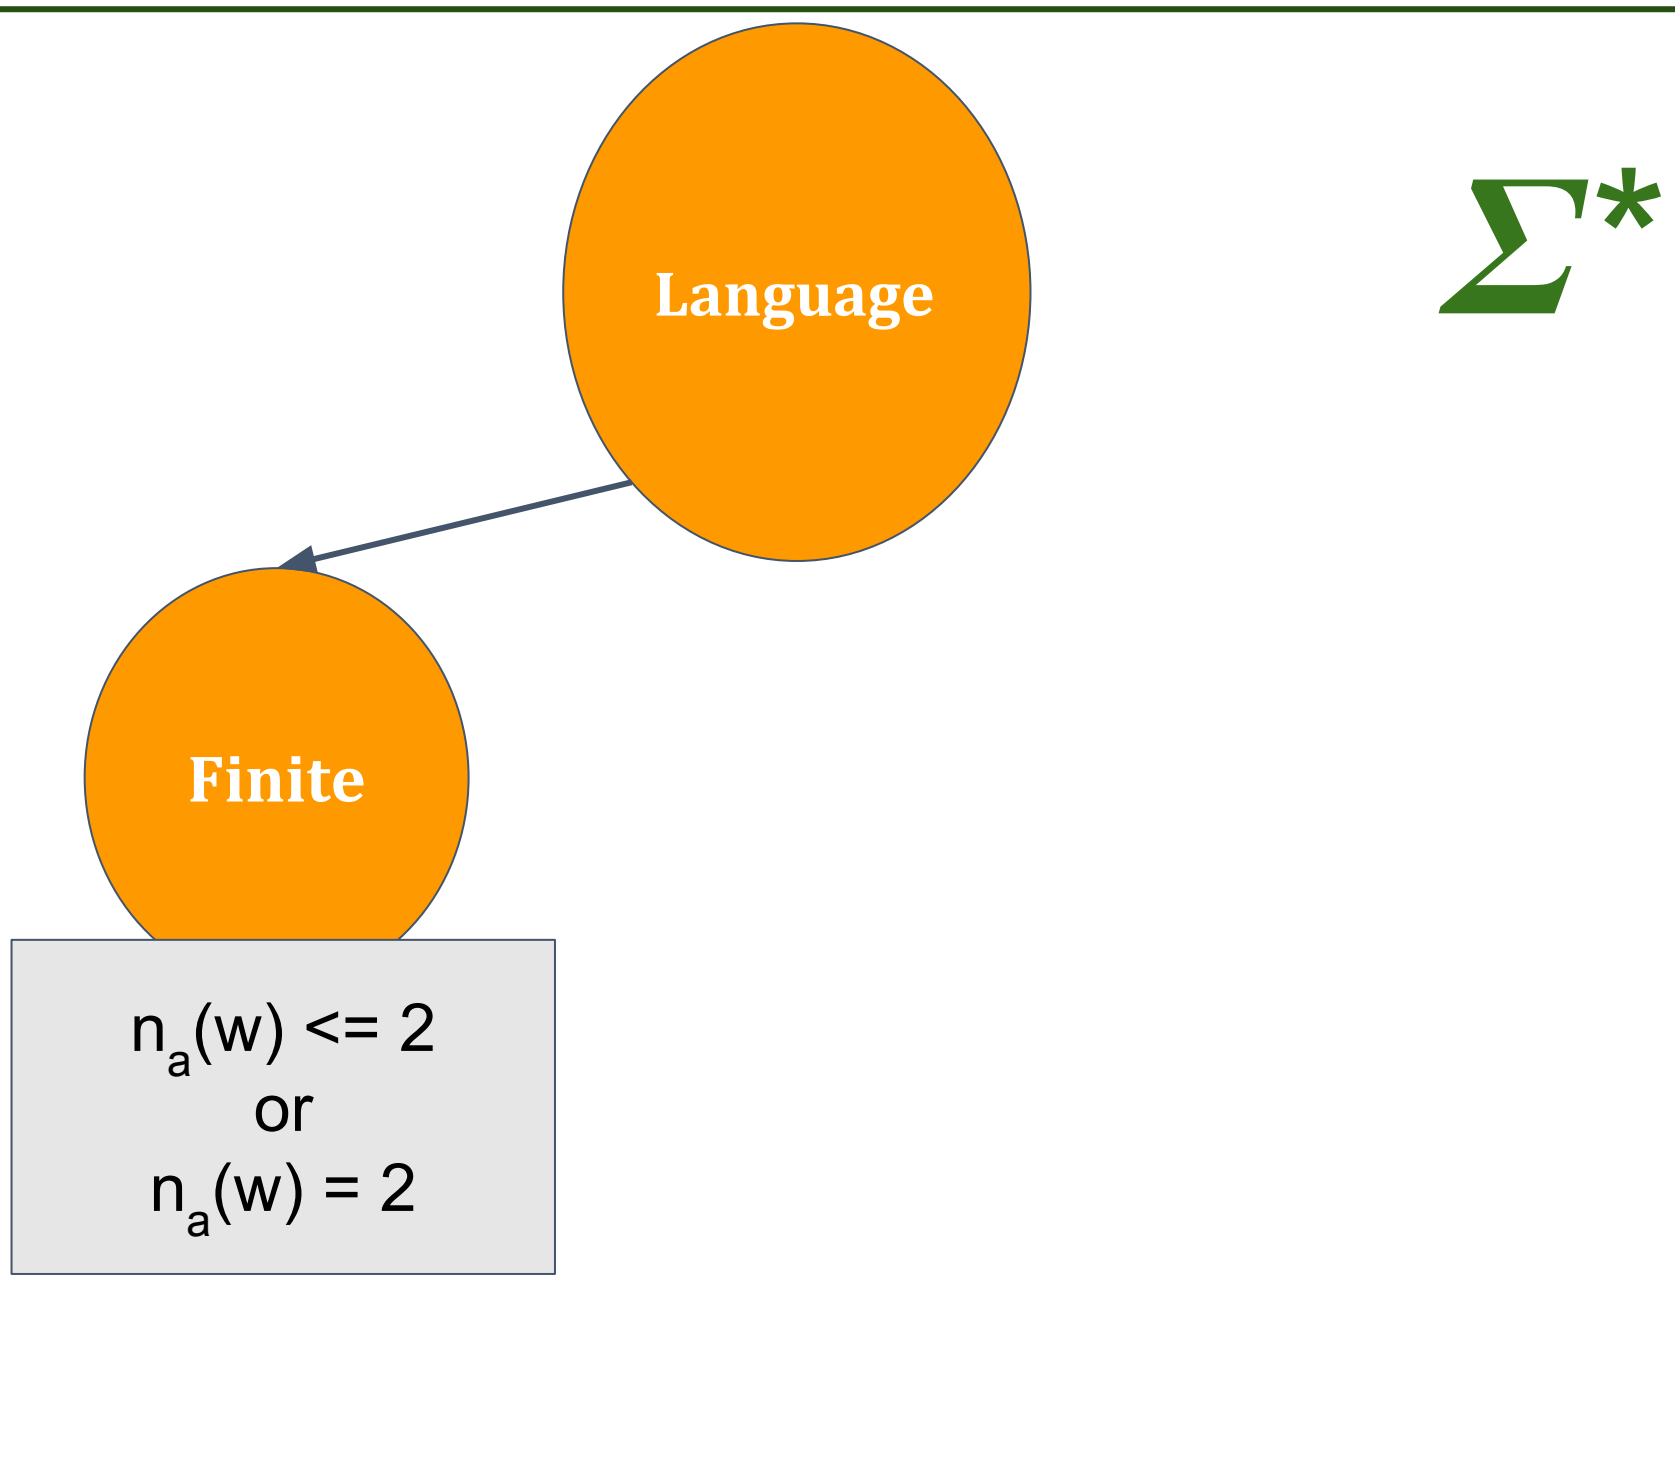 Σ*
Language
Finite
nₐ(w) <= 2
or
nₐ(w) = 2